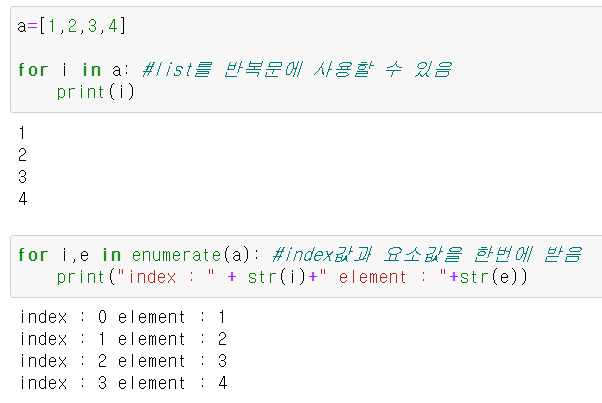 a=[1,2,3,4]
for i in a: #list를 반복문에 사용할 수 있음
    print(i)
1
2
3
4
for i,e in enumerate(a): #index값과 요소값을 한번에 받음
    print("index : " + str(i)+" element : "+str(e))
index : 0 element : 1
index : 1 element : 2
index : 2 element : 3
index : 3 element : 4